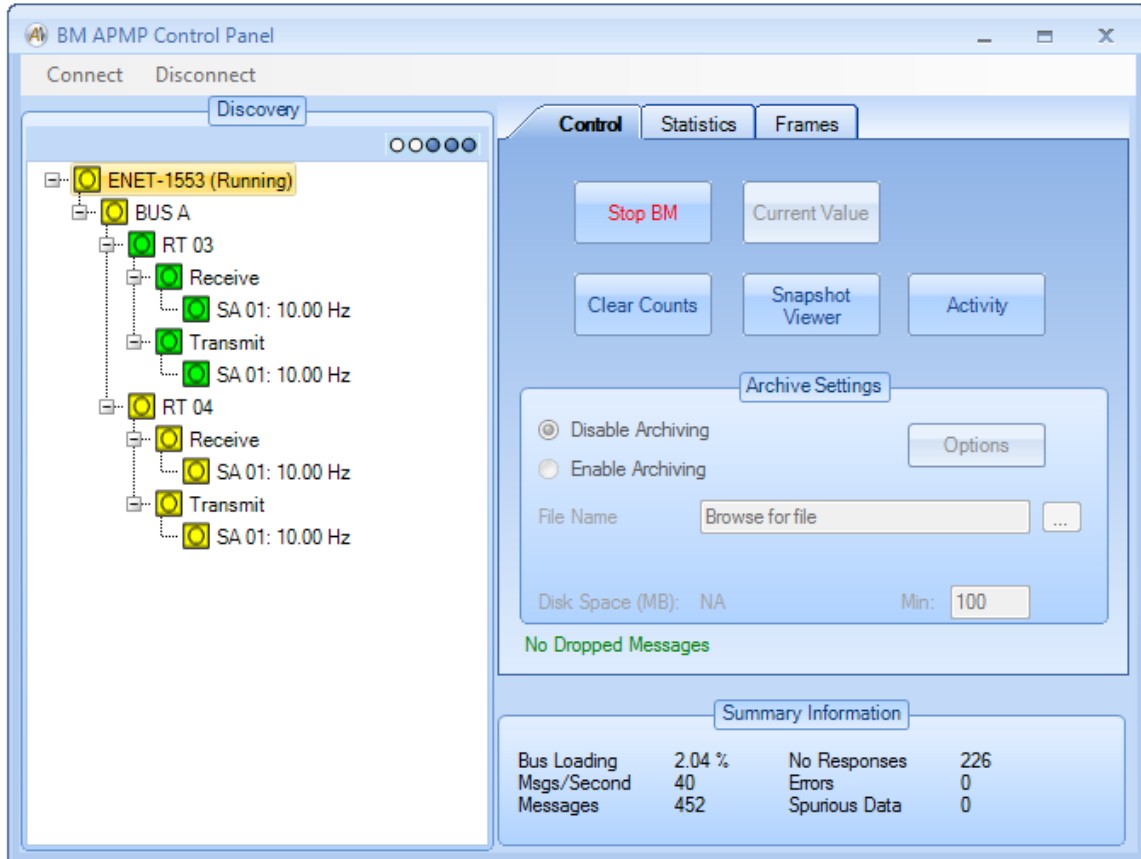 BM APMP Control Panel
Connect Disconnect
Discovery
ENET-1553 (Running)
BUS A
RT 03
Receive
SA 01: 10.00 Hz
Transmit
SA 01: 10.00 Hz
RT 04
Receive
SA 01: 10.00 Hz
Transmit
SA 01: 10.00 Hz
Control Statistics Frames
Stop BM Current Value
Clear Counts Snapshot Viewer Activity
Archive Settings
Disable Archiving
Options
Enable Archiving
File Name Browse for file ...
Disk Space (MB): NA Min: 100
No Dropped Messages
Summary Information
Bus Loading 2.04 % No Responses 226
Msgs/Second 40 Errors 0
Messages 452 Spurious Data 0